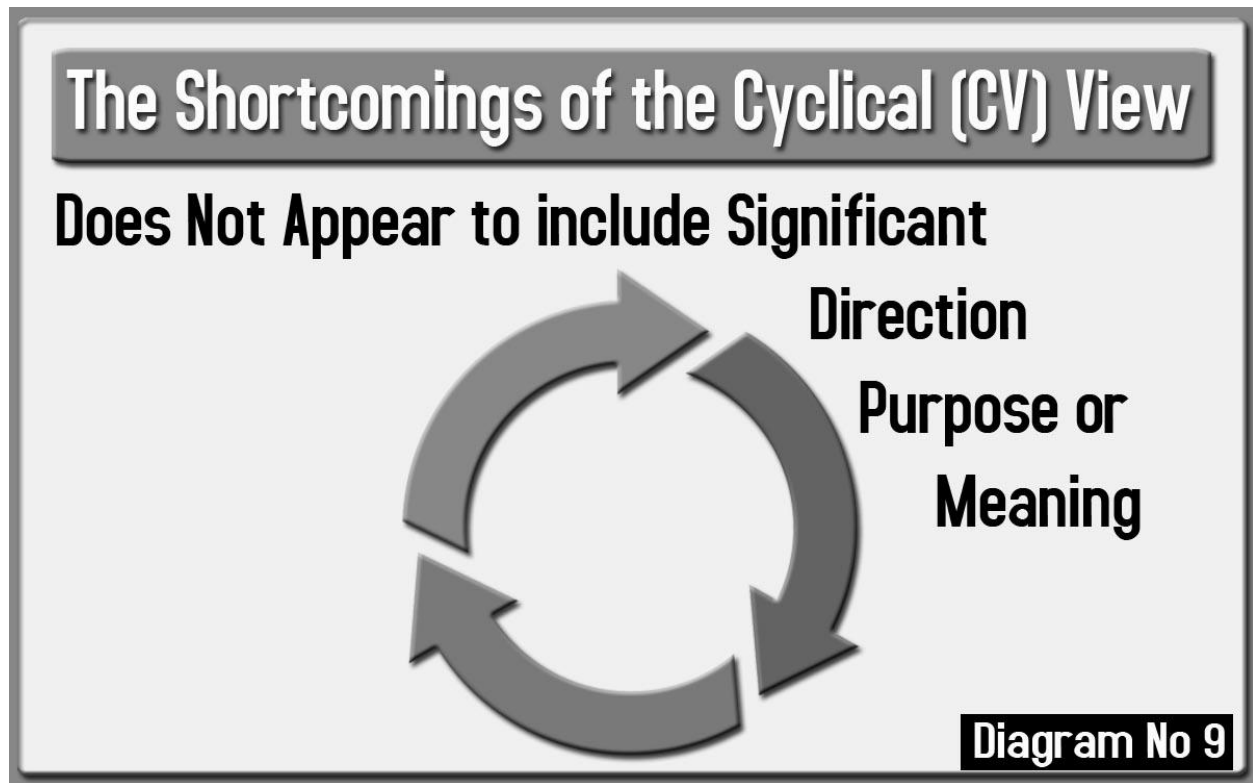 The Shortcomings of the Cyclical (CV) View
Does Not Appear to include Significant
Direction
Purpose or
Meaning
Diagram No 9